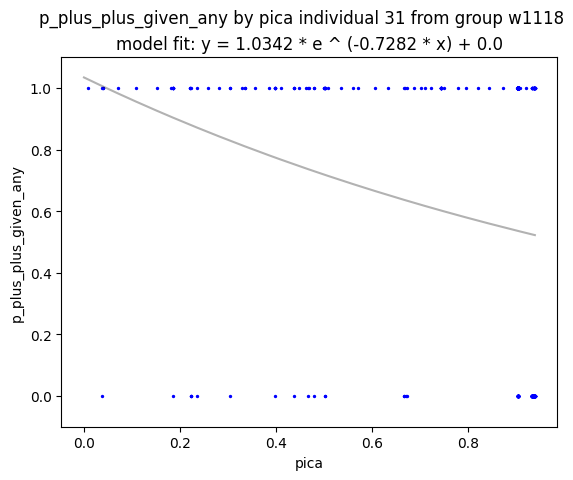 p_plus_plus_given_any by pica individual 31 from group w1118
model fit: y = 1.0342 * e ^ (-0.7282 * x) + 0.0
p_plus_plus_given_any
1.0
0.8
0.6
0.4
0.2
0.0
0.0 0.2 0.4 0.6 0.8
pica